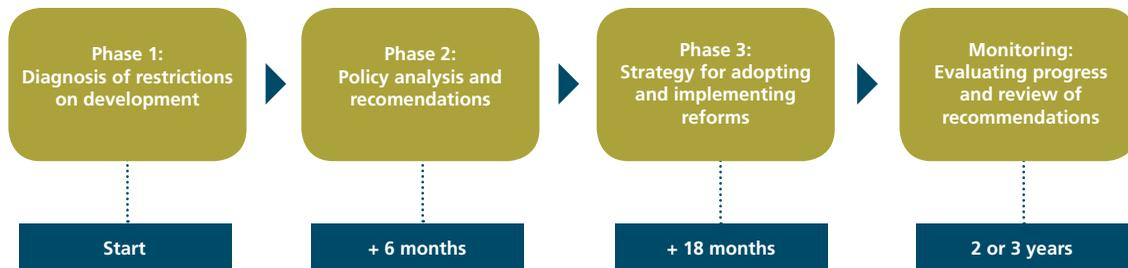 Phase 1:
Diagnosis of restrictions
on development
Phase 2:
Policy analysis and
recomendations
Phase 3:
Strategy for adopting
and implementing
reforms
Monitoring:
Evaluating progress
and review of
recommendations
Start
+ 6 months
+ 18 months
2 or 3 years